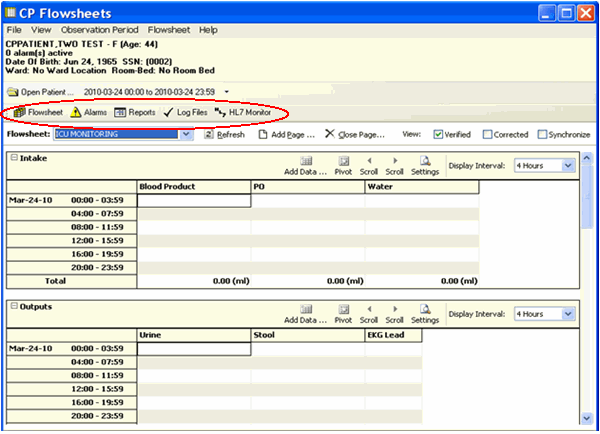 CP Flowsheets
File View Observation Period Flowsheet Help
CPPATIENT,TWO TEST - F (Age: 44)
0 alarm(s) active
Date Of Birth: Jun 24, 1965 SSN: (0002)
Ward: No Ward Location Room-Bed: No Room Bed
Open Patient ... 2010-03-24 00:00 to 2010-03-24 23:59
Flowsheet Alarms Reports Log Files HL7 Monitor
Flowsheet: ICU MONITORING Refresh Add Page ... Close Page... View: Verified Corrected Synchronize
Intake Add Data ... Pivot Scroll Scroll Settings Display Interval: 4 Hours
Blood Product PO Water
Mar-24-10 00:00 - 03:59
04:00 - 07:59
08:00 - 11:59
12:00 - 15:59
16:00 - 19:59
20:00 - 23:59
Total 0.00 (ml) 0.00 (ml) 0.00 (ml)
Outputs Add Data ... Pivot Scroll Scroll Settings Display Interval: 4 Hours
Urine Stool EKG Lead
Mar-24-10 00:00 - 03:59
04:00 - 07:59
08:00 - 11:59
12:00 - 15:59
16:00 - 19:59
20:00 - 23:59